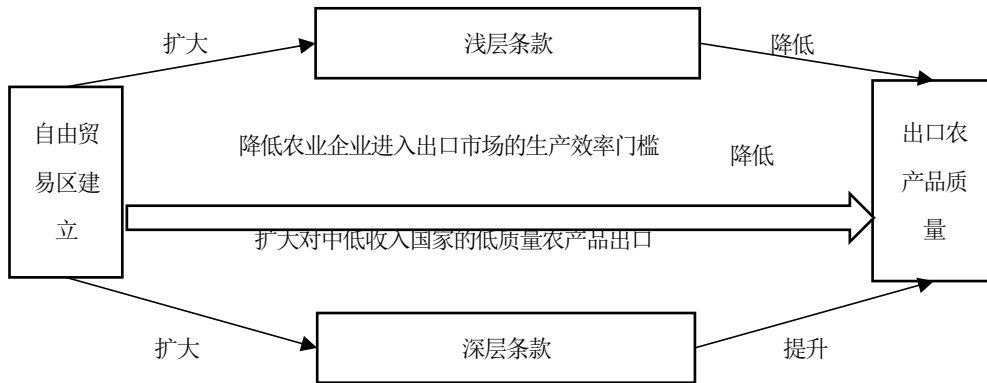 扩大
浅层条款
降低
自由贸
易区建
立
降低农业企业进入出口市场的生产效率门槛
降低
扩大对中低收入国家的低质量农产品出口
出口农
产品质
量
扩大
深层条款
提升